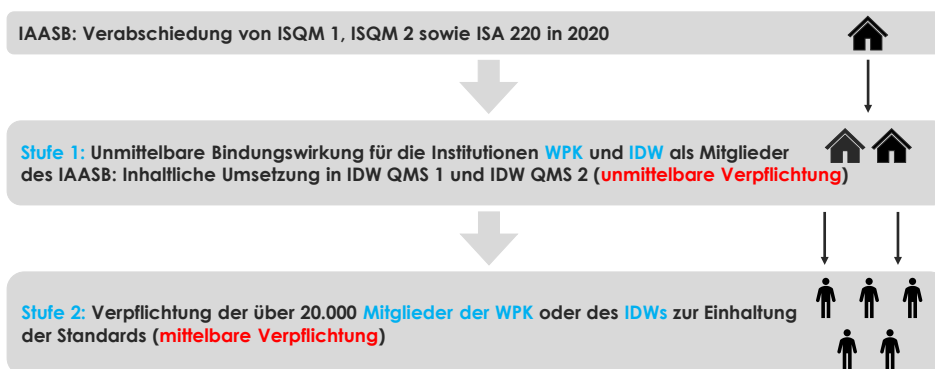 IAASB: Verabschiedung von ISQM 1, ISQM 2 sowie ISA 220 in 2020
Stufe 1: Unmittelbare Bindungswirkung für die Institutionen WPK und IDW als Mitglieder
des IAASB: Inhaltliche Umsetzung in IDW QMS 1 und IDW QMS 2 (unmittelbare Verpflichtung)
Stufe 2: Verpflichtung der über 20.000 Mitglieder der WPK oder des IDWs zur Einhaltung
der Standards (mittelbare Verpflichtung)